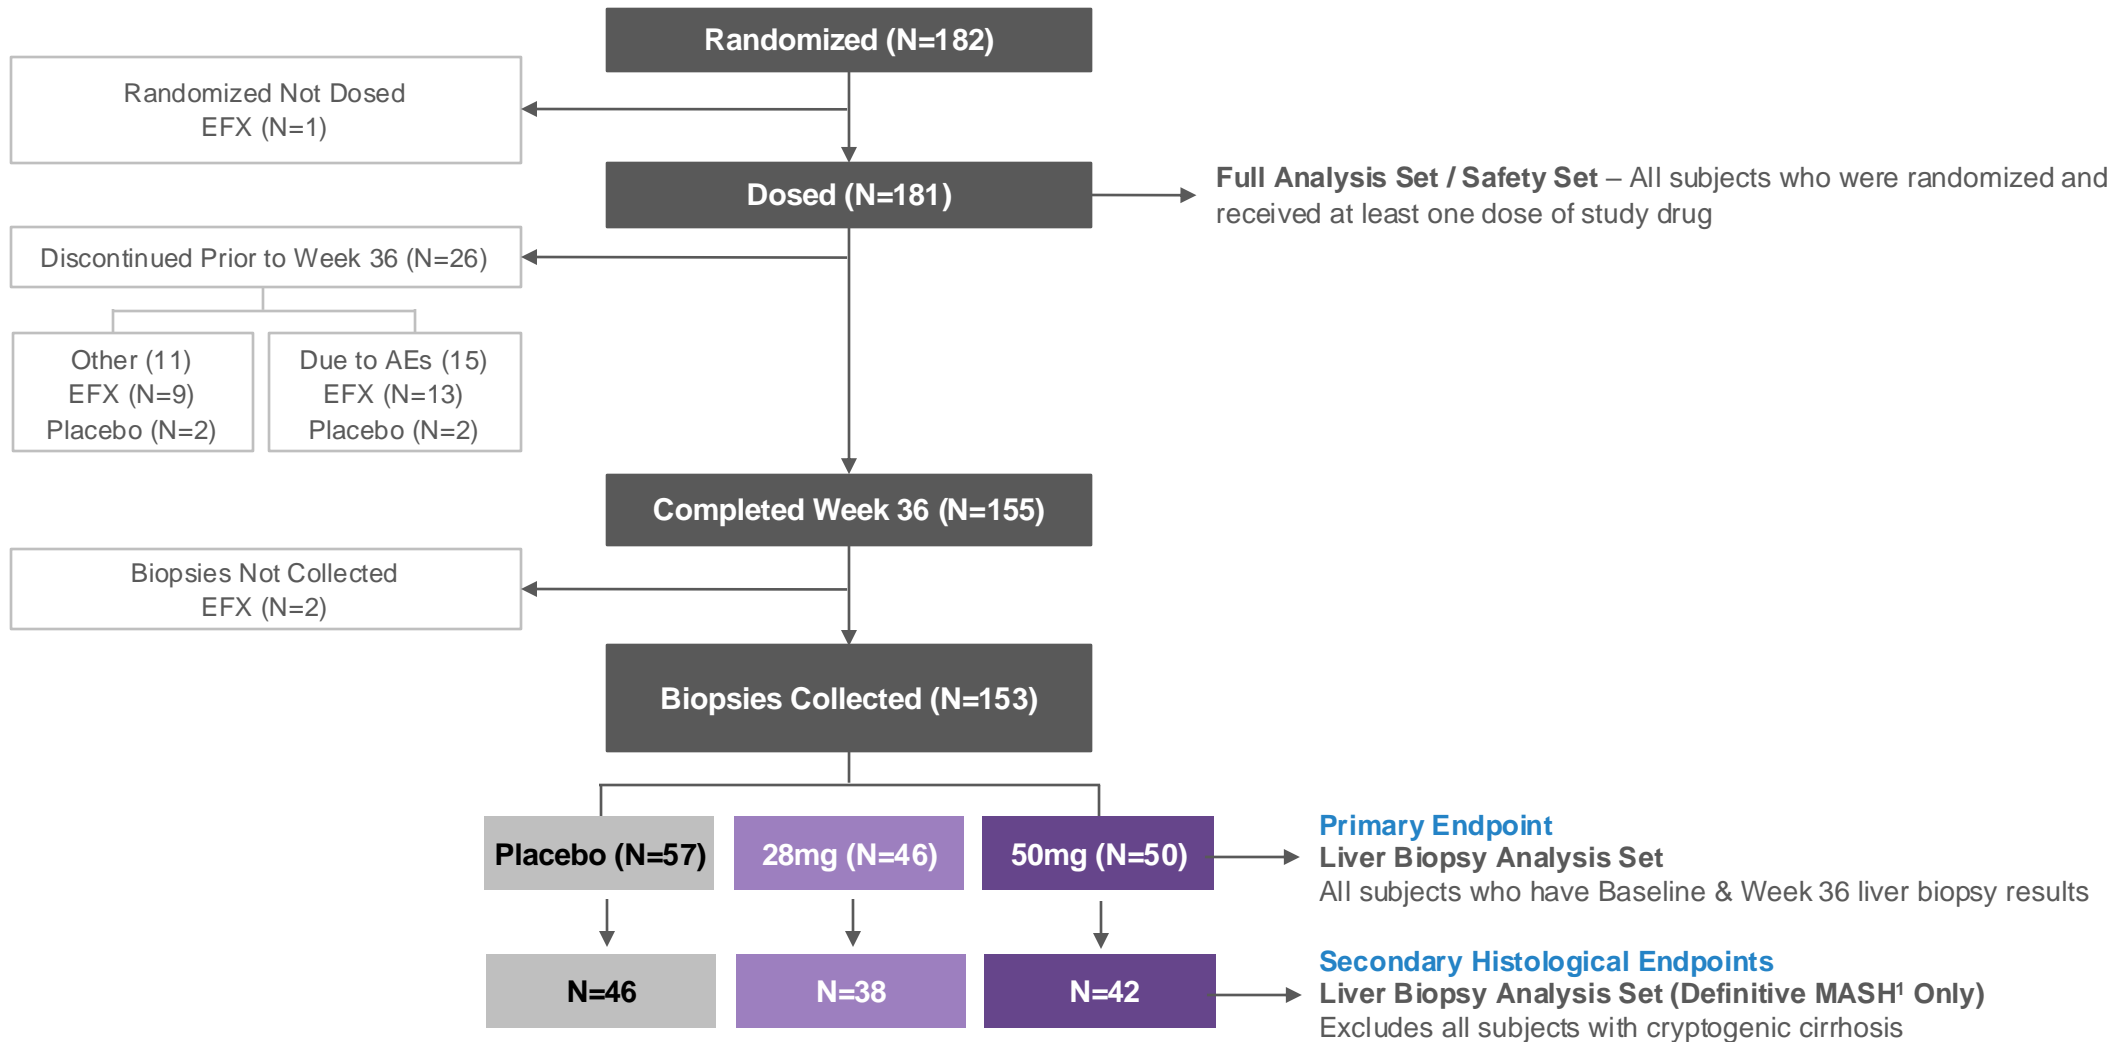 Randomized (N=182)
Randomized Not Dosed
EFX (N=1)
Dosed (N=181)
Full Analysis Set / Safety Set – All subjects who were randomized and
received at least one dose of study drug
Discontinued Prior to Week 36 (N=26)
Other (11)
EFX (N=9)
Placebo (N=2)
Due to AEs (15)
EFX (N=13)
Placebo (N=2)
Completed Week 36 (N=155)
Biopsies Not Collected
EFX (N=2)
Biopsies Collected (N=153)
Placebo (N=57)
28mg (N=46)
50mg (N=50)
Primary Endpoint
Liver Biopsy Analysis Set
All subjects who have Baseline & Week 36 liver biopsy results
N=46
N=38
N=42
Secondary Histological Endpoints
Liver Biopsy Analysis Set (Definitive MASH¹ Only)
Excludes all subjects with cryptogenic cirrhosis